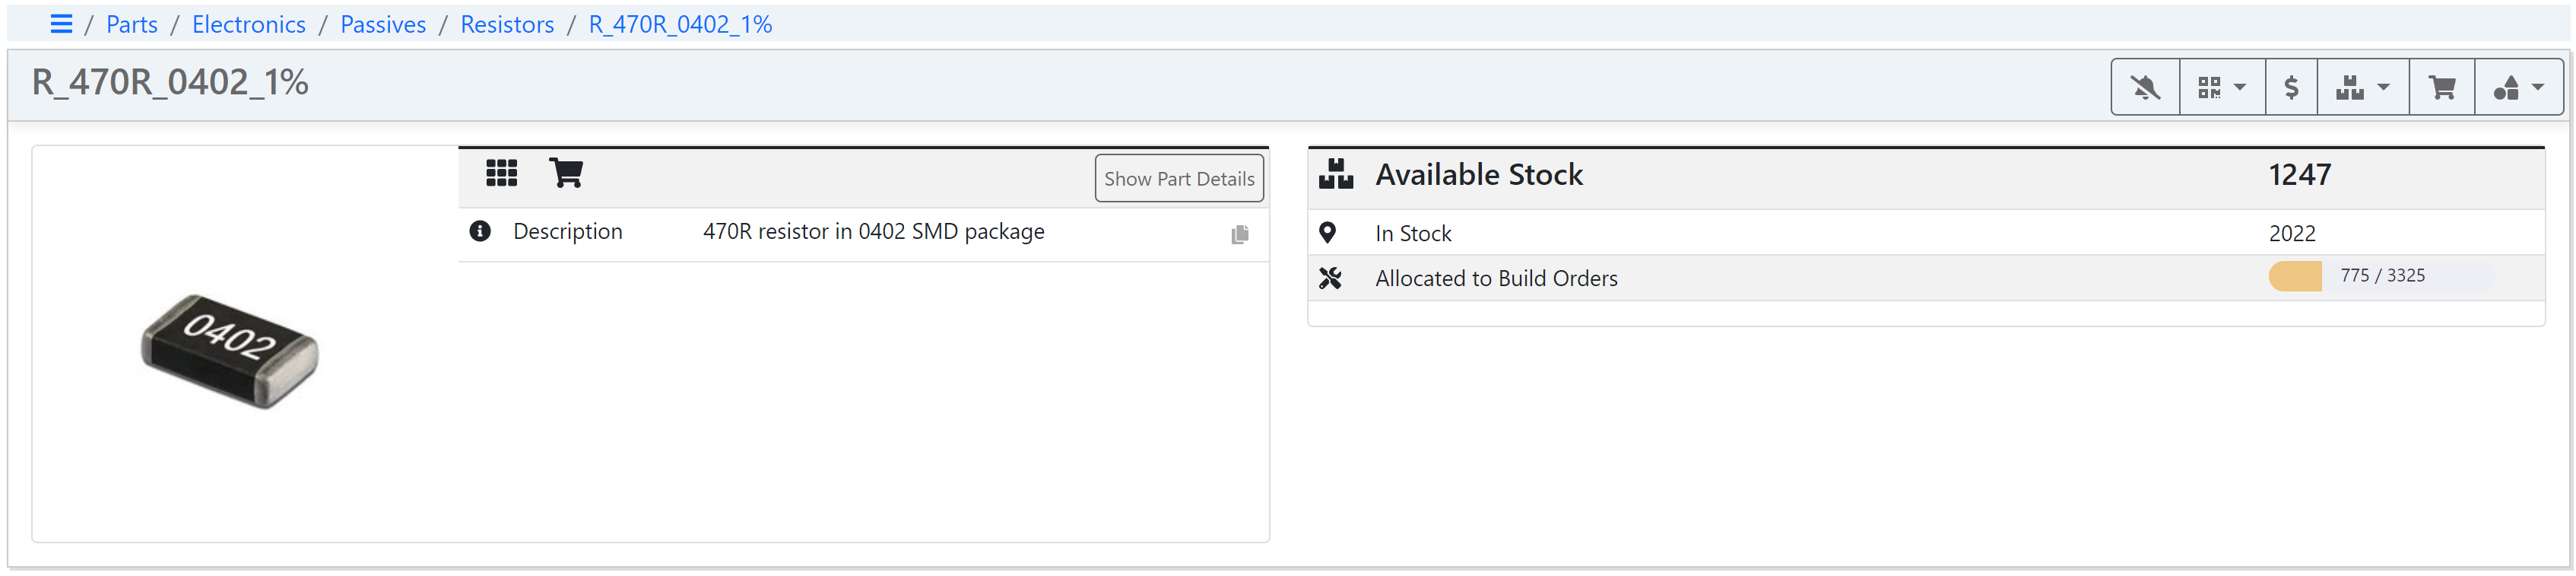 / Parts / Electronics / Passives / Resistors / R_470R_0402_1%
R_470R_0402_1%
$
Show Part Details
Description 470R resistor in 0402 SMD package
0402
Available Stock 1247
In Stock 2022
Allocated to Build Orders 775 / 3325